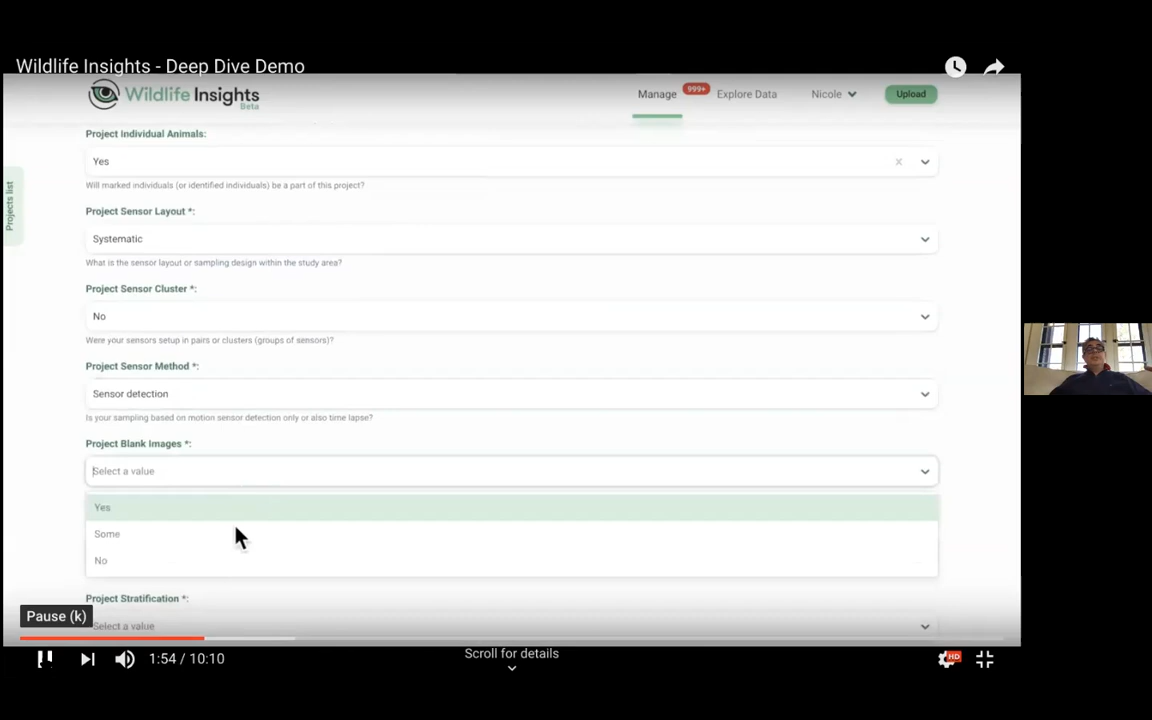 Wildlife Insights - Deep Dive Demo
Wildlife Insights
Beta
Manage
999+
Explore Data
Nicole
Upload
Projects list
Project Individual Animals:
Yes
Will marked individuals (or identified individuals) be a part of this project?
Project Sensor Layout *:
Systematic
What is the sensor layout or sampling design within the study area?
Project Sensor Cluster *:
No
Were your sensors setup in pairs or clusters (groups of sensors)?
Project Sensor Method *:
Sensor detection
Is your sampling based on motion sensor detection only or also time lapse?
Project Blank Images *:
Select a value
Yes
Some
No
Project Stratification *:
Select a value
Pause (k)
1:54 / 10:10
Scroll for details
HD